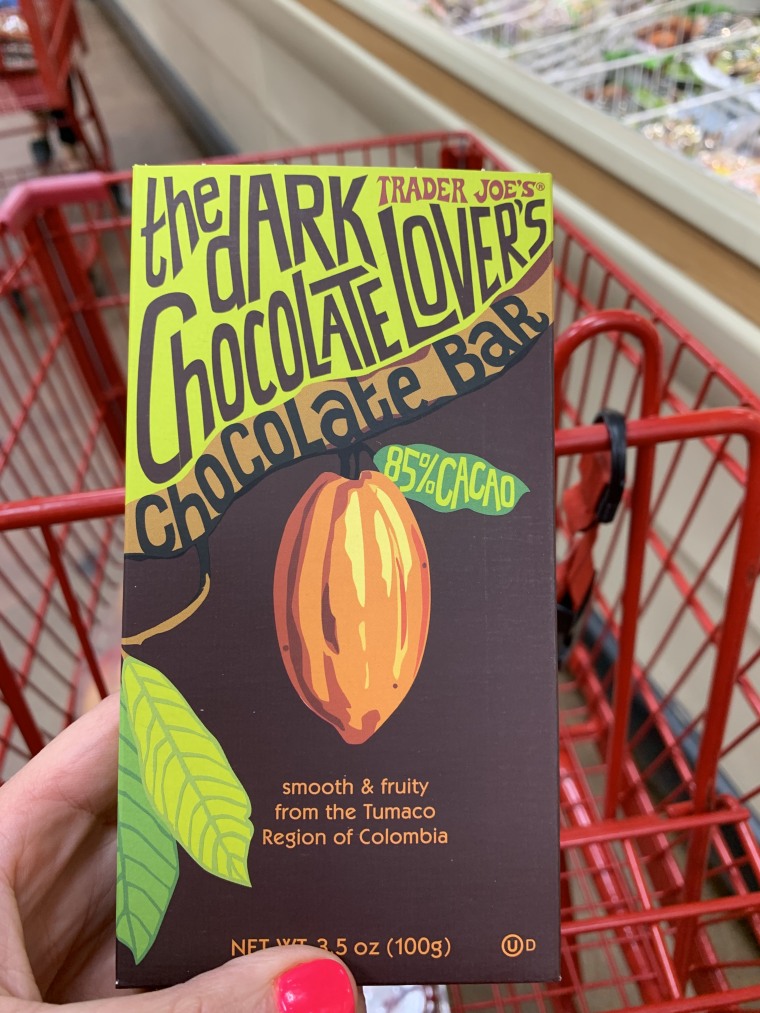 TRADER JOE'S®
the dARK
CHOCOLATE LOVER'S
CHOCOLATE BAR
85% CACAO
smooth & fruity
from the Tumaco
Region of Colombia
NET WT 3.5 oz (100g)
U D